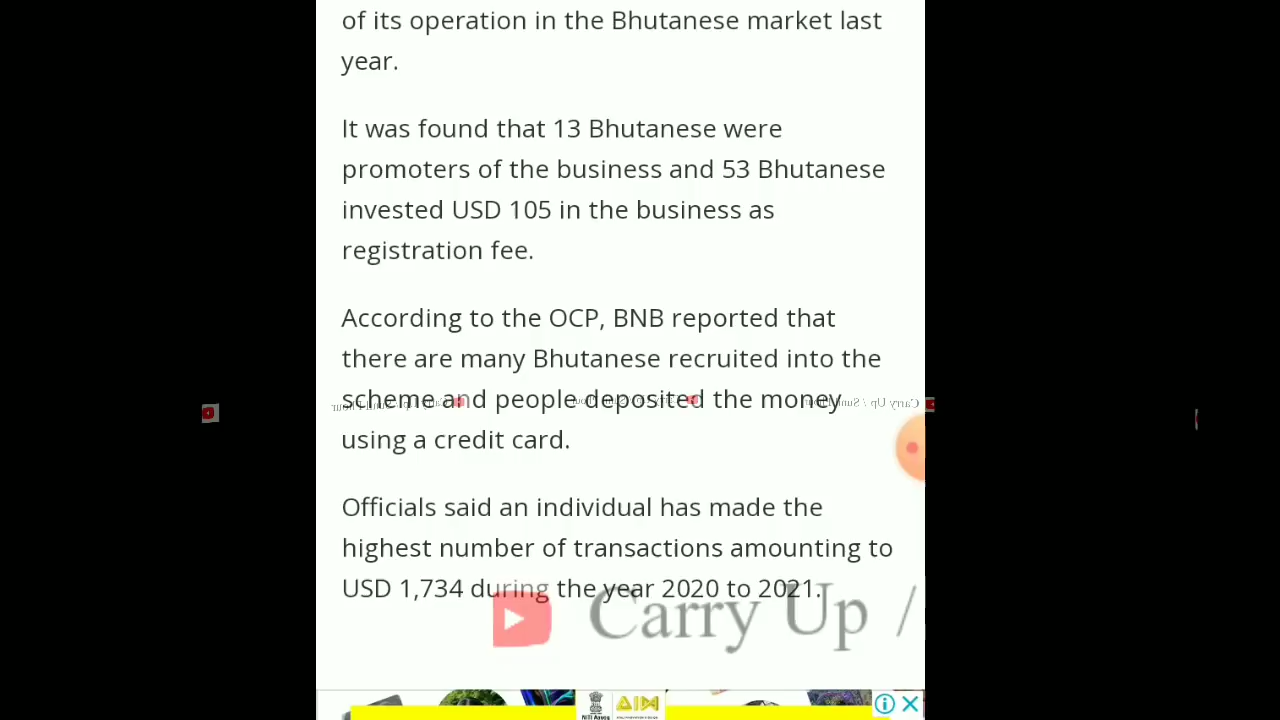 of its operation in the Bhutanese market last
year.
It was found that 13 Bhutanese were
promoters of the business and 53 Bhutanese
invested USD 105 in the business as
registration fee.
According to the OCP, BNB reported that
there are many Bhutanese recruited into the
scheme and people deposited the money
using a credit card.
Officials said an individual has made the
highest number of transactions amounting to
USD 1,734 during the year 2020 to 2021.
Carry Up /
NITI Aayog
AIM